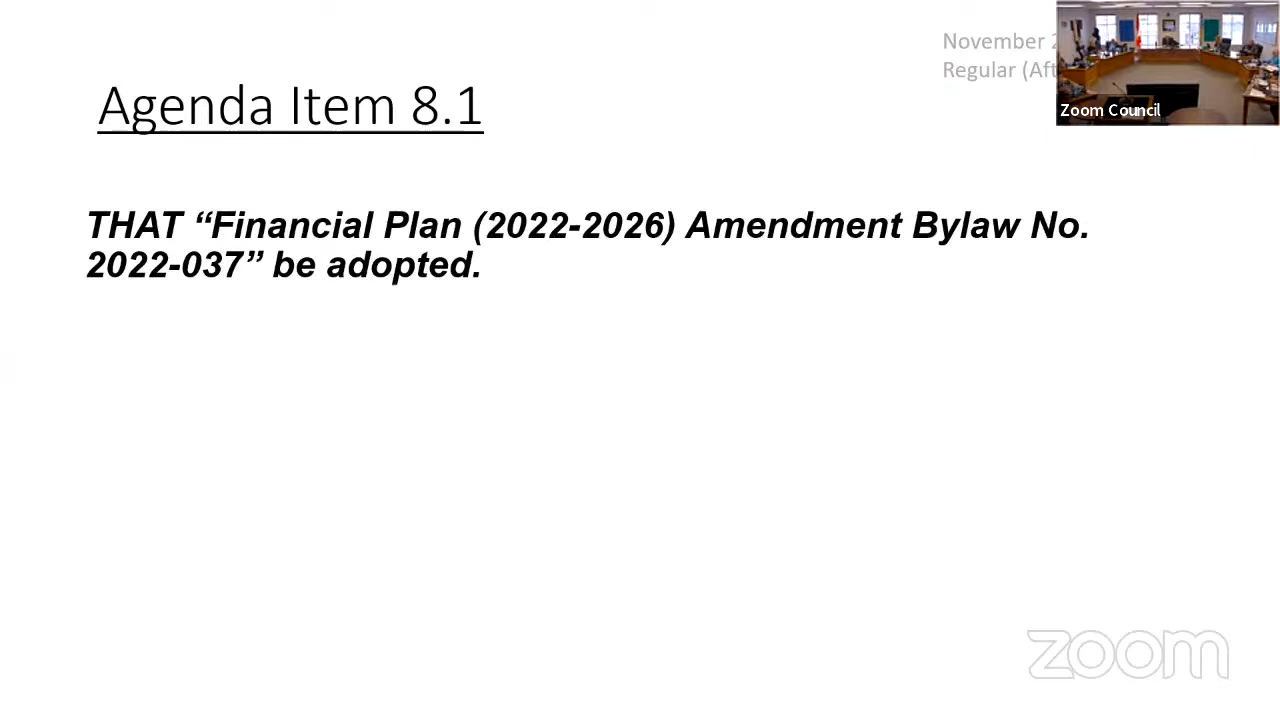 November
Regular
Zoom Council
Agenda Item 8.1
THAT “Financial Plan (2022-2026) Amendment Bylaw No.
2022-037” be adopted.
zoom